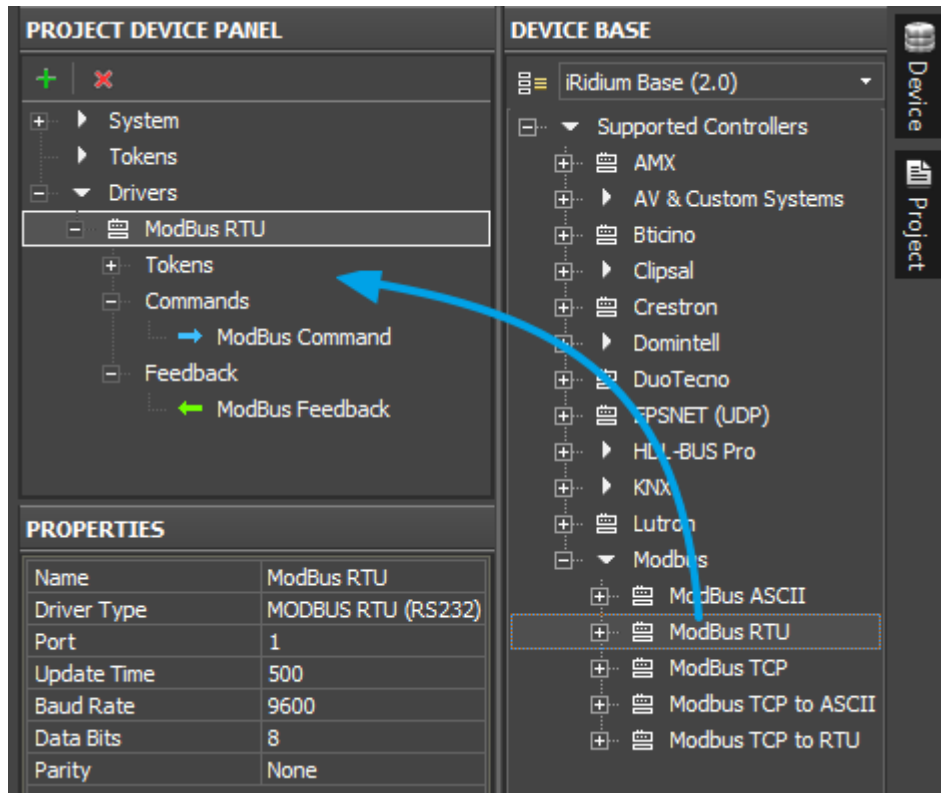 PROJECT DEVICE PANEL
System
Tokens
Drivers
ModBus RTU
Tokens
Commands
ModBus Command
Feedback
ModBus Feedback
PROPERTIES
Name ModBus RTU
Driver Type MODBUS RTU (RS232)
Port 1
Update Time 500
Baud Rate 9600
Data Bits 8
Parity None
DEVICE BASE
iRidium Base (2.0)
Supported Controllers
AMX
AV & Custom Systems
Bticino
Clipsal
Crestron
Domintell
DuoTecno
EPSNET (UDP)
HDL-BUS Pro
KNX
Lutron
Modbus
ModBus ASCII
ModBus RTU
ModBus TCP
Modbus TCP to ASCII
Modbus TCP to RTU
Device
Project